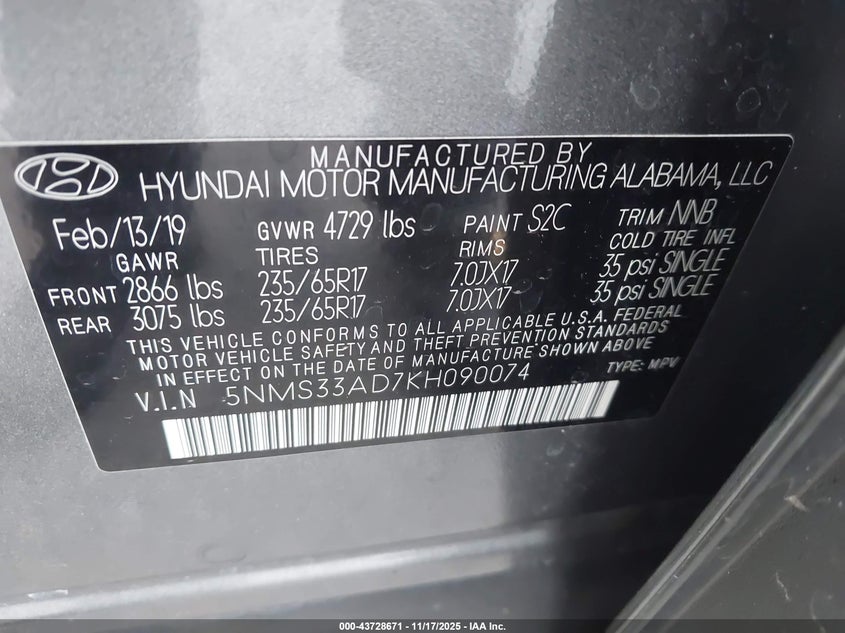 MANUFACTURED BY
HYUNDAI MOTOR MANUFACTURING ALABAMA, LLC
Feb/13/19 GVWR 4729 lbs PAINT S2C TRIM NNB
GAWR TIRES RIMS COLD TIRE INFL
FRONT 2866 lbs 235/65R17 7.0JX17 35 psi SINGLE
REAR 3075 lbs 235/65R17 7.0JX17 35 psi SINGLE
THIS VEHICLE CONFORMS TO ALL APPLICABLE U.S.A. FEDERAL
MOTOR VEHICLE SAFETY AND THEFT PREVENTION STANDARDS
IN EFFECT ON THE DATE OF MANUFACTURE SHOWN ABOVE
V.I.N 5NMS33AD7KH090074 TYPE: MPV
000-43728671 - 11/17/2025 - IAA Inc.